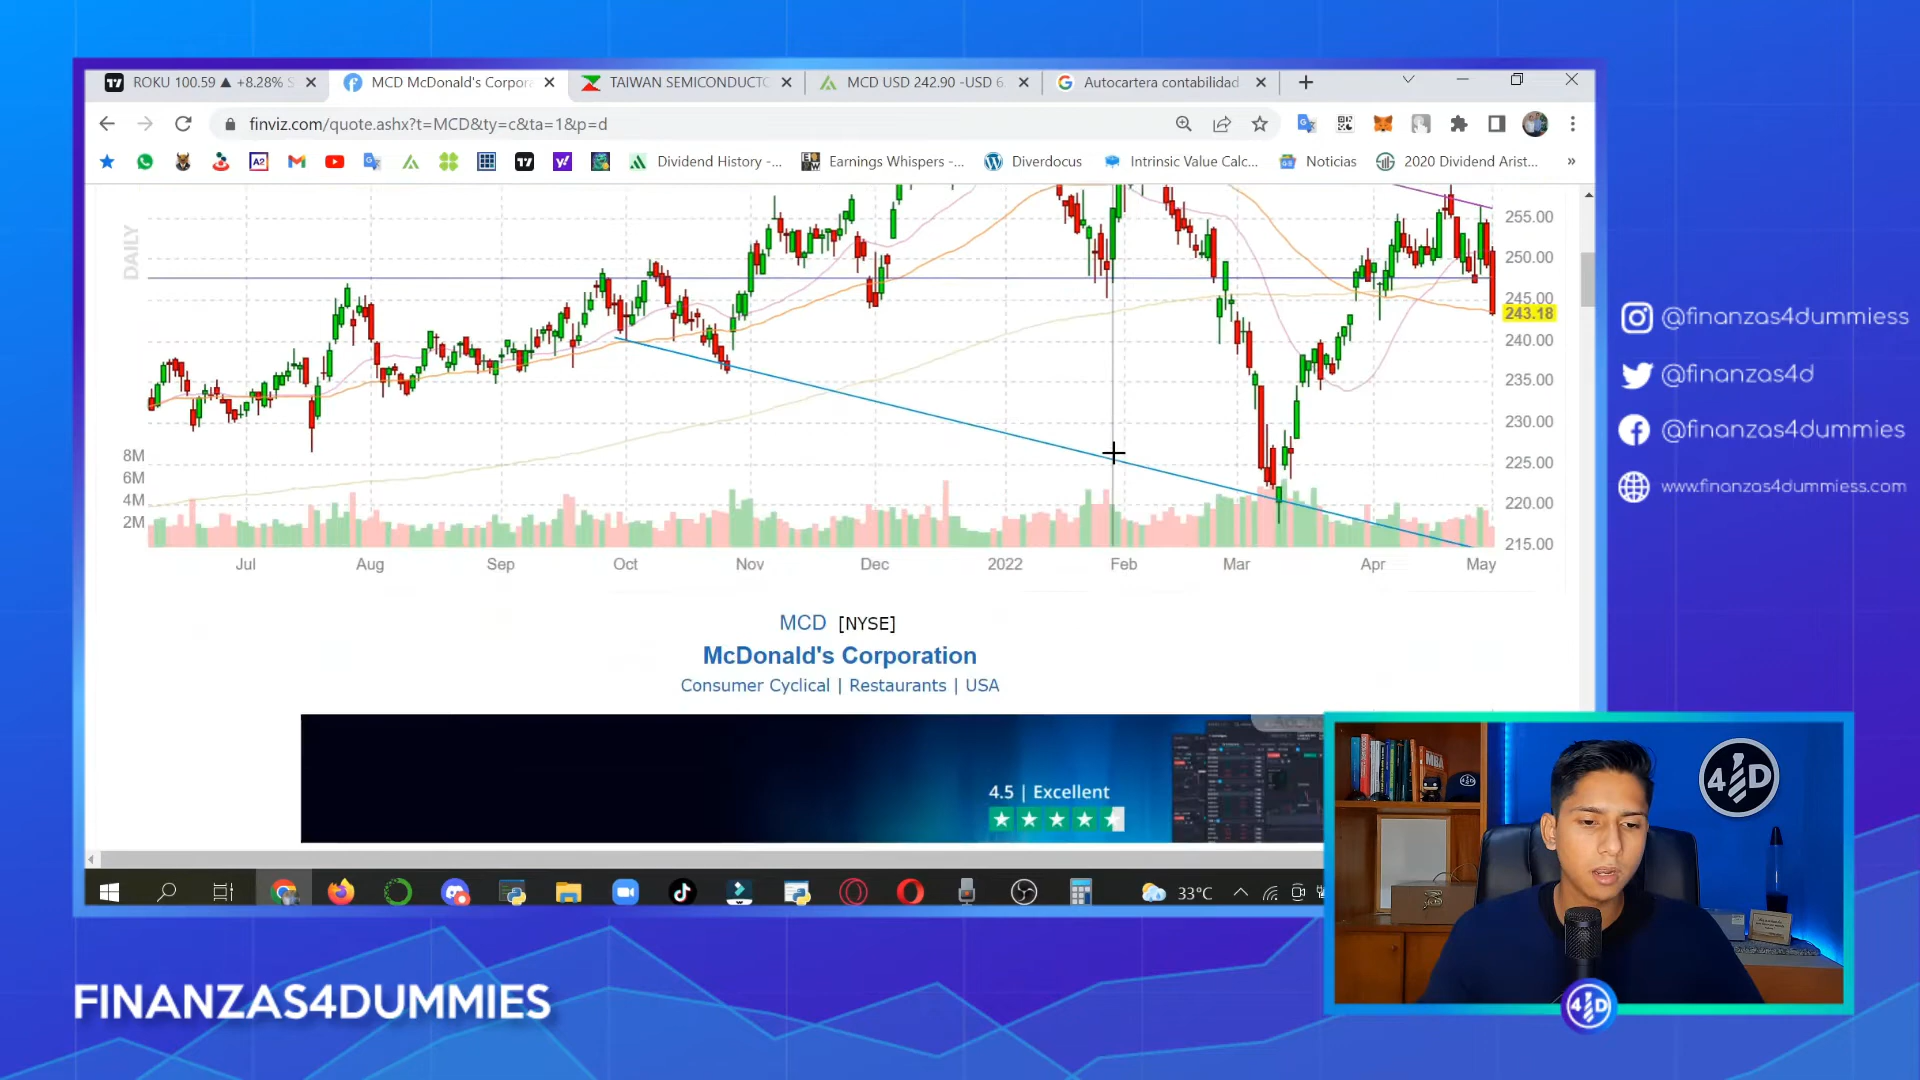 ROKU 100.59 ▲ +8.28% S
MCD McDonald's Corpor
TAIWAN SEMICONDUCTO
MCD USD 242.90 -USD 6
Autocartera contabilidad
finviz.com/quote.ashx?t=MCD&ty=c&ta=1&p=d
Dividend History -...
Earnings Whispers -...
Diverdocus
Intrinsic Value Calc...
Noticias
2020 Dividend Arist...
»
DAILY
255.00
250.00
245.00
243.18
240.00
235.00
230.00
225.00
220.00
215.00
8M
6M
4M
2M
Jul Aug Sep Oct Nov Dec 2022 Feb Mar Apr May
MCD [NYSE]
McDonald's Corporation
Consumer Cyclical | Restaurants | USA
4.5 | Excellent
33°C
@finanzas4dummiess
@finanzas4d
@finanzas4dummies
www.finanzas4dummiess.com
MBA
4D
4D
FINANZAS4DUMMIES